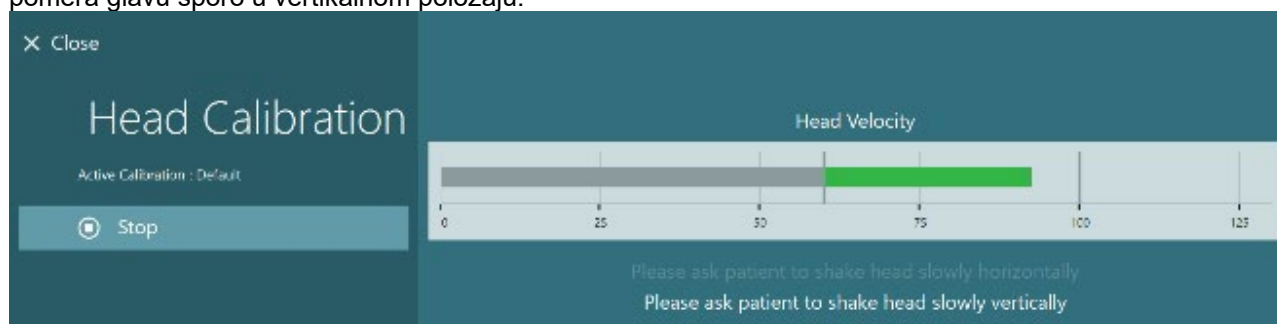 pomera glavu sporo u vertikalnom položaju.
Close
Head Calibration
Active Calibration : Default
Stop
Head Velocity
0 25 50 75 100 125
Please ask patient to shake head slowly horizontally
Please ask patient to shake head slowly vertically